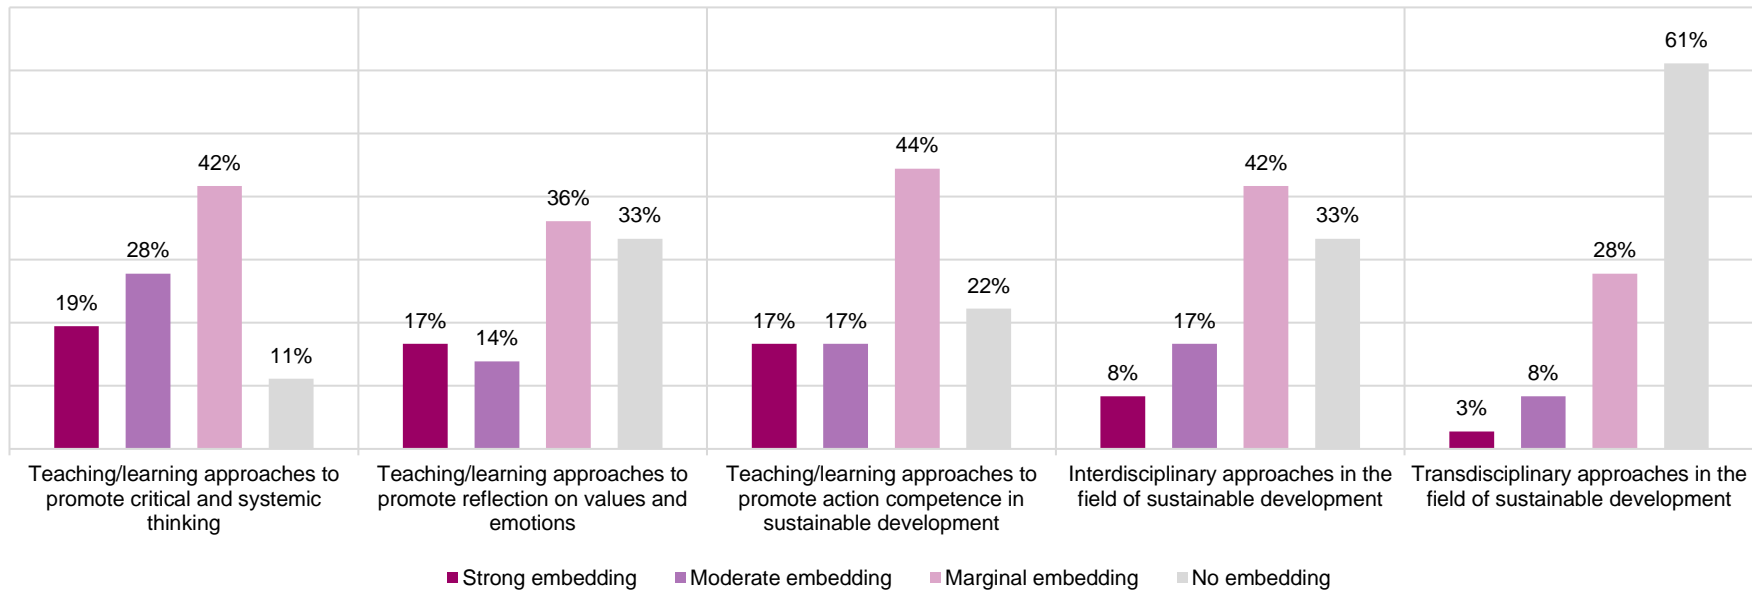 61%
44%
42%
42%
36%
33%
33%
28%
28%
22%
19%
17%
17%
17%
17%
14%
11%
8%
8%
3%
Teaching/learning approaches to
promote critical and systemic
thinking
Teaching/learning approaches to
promote reflection on values and
emotions
Teaching/learning approaches to
promote action competence in
sustainable development
Interdisciplinary approaches in the
field of sustainable development
Transdisciplinary approaches in the
field of sustainable development
Strong embedding
Moderate embedding
Marginal embedding
No embedding